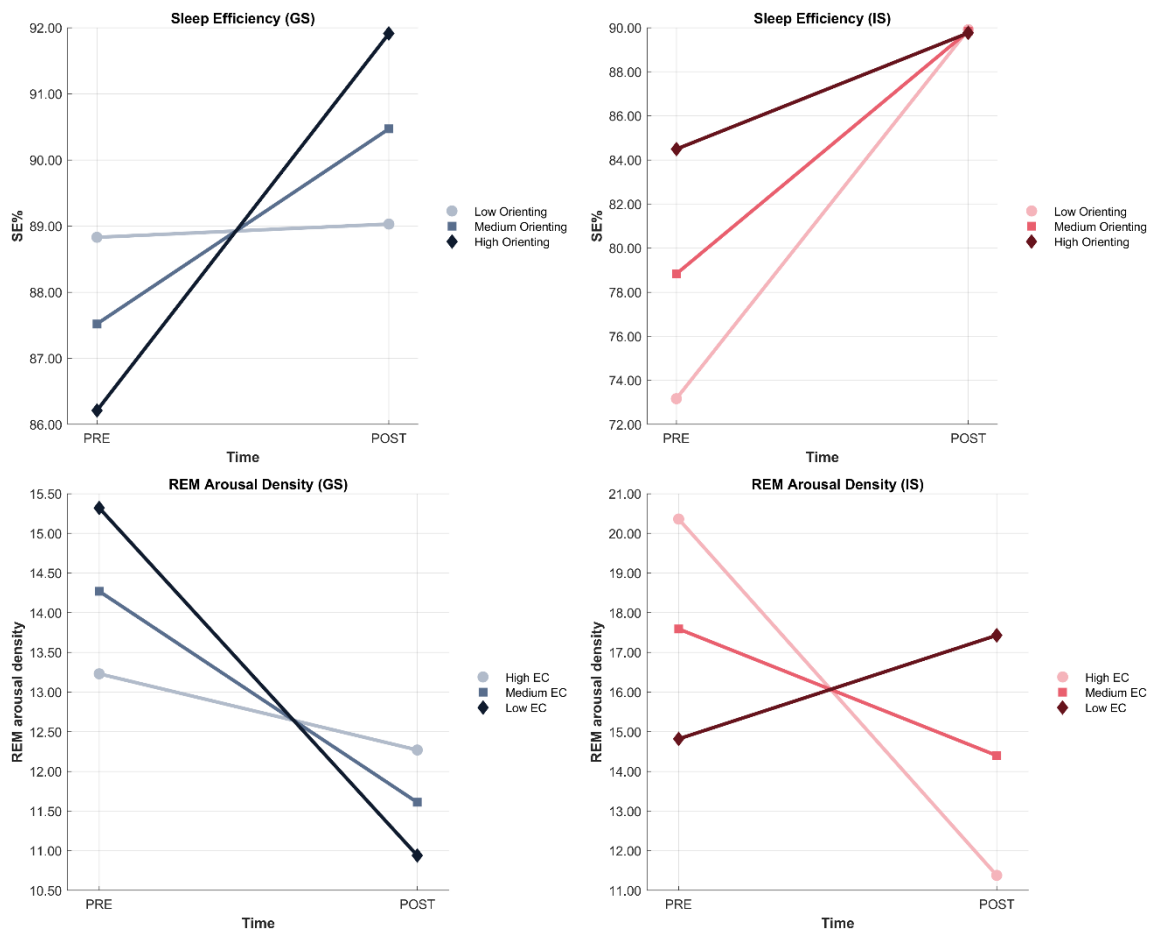 Sleep Efficiency (GS)
92.00
91.00
90.00
89.00
88.00
87.00
86.00
SE%
PRE
POST
Time
Low Orienting
Medium Orienting
High Orienting
Sleep Efficiency (IS)
90.00
88.00
86.00
84.00
82.00
80.00
78.00
76.00
74.00
72.00
SE%
PRE
POST
Time
Low Orienting
Medium Orienting
High Orienting
REM Arousal Density (GS)
15.50
15.00
14.50
14.00
13.50
13.00
12.50
12.00
11.50
11.00
10.50
REM arousal density
PRE
POST
Time
High EC
Medium EC
Low EC
REM Arousal Density (IS)
21.00
20.00
19.00
18.00
17.00
16.00
15.00
14.00
13.00
12.00
11.00
REM arousal density
PRE
POST
Time
High EC
Medium EC
Low EC